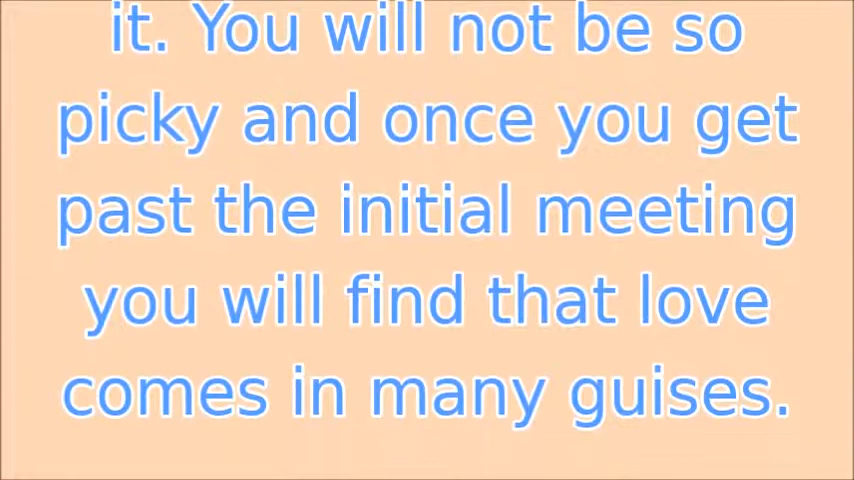 it. You will not be so
picky and once you get
past the initial meeting
you will find that love
comes in many guises.